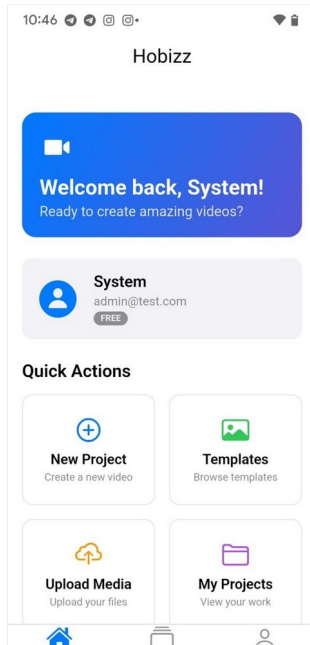 10:46
Hobizz
Welcome back, System!
Ready to create amazing videos?
System
admin@test.com
FREE
Quick Actions
New Project
Create a new video
Templates
Browse templates
Upload Media
Upload your files
My Projects
View your work